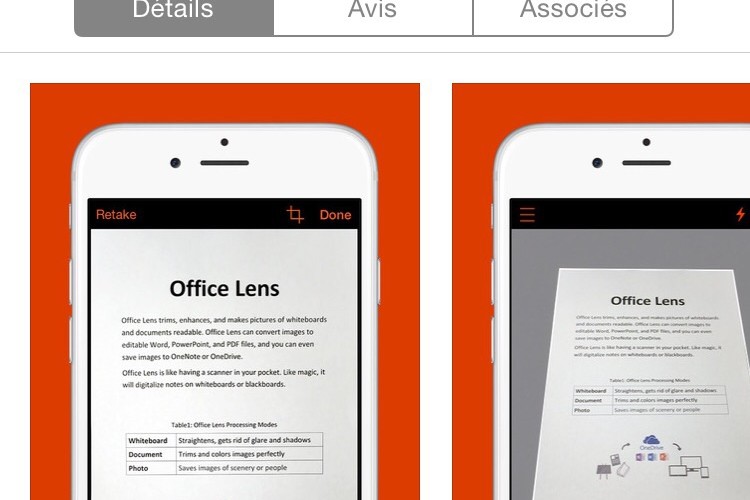 Détails
Avis
Associés
Retake
Done
Office Lens
Office Lens trims, enhances, and makes pictures of whiteboards
and documents readable. Office Lens can convert images to
editable Word, PowerPoint, and PDF files, and you can even
save images to OneNote or OneDrive.
Office Lens is like having a scanner in your pocket. Like magic, it
will digitalize notes on whiteboards or blackboards.
Table1: Office Lens Processing Modes
Whiteboard Straightens, gets rid of glare and shadows
Document Trims and colors images perfectly
Photo Saves images of scenery or people
Office Lens
Office Lens trims, enhances, and makes pictures of whiteboards
and documents readable. Office Lens can convert images to
editable Word, PowerPoint, and PDF files, and you can even
save images to OneNote or OneDrive.
Office Lens is like having a scanner in your pocket. Like magic, it
will digitalize notes on whiteboards or blackboards.
Table1: Office Lens Processing Modes
Whiteboard Straightens, gets rid of glare and shadows
Document Trims and colors images perfectly
Photo Saves images of scenery or people
OneDrive